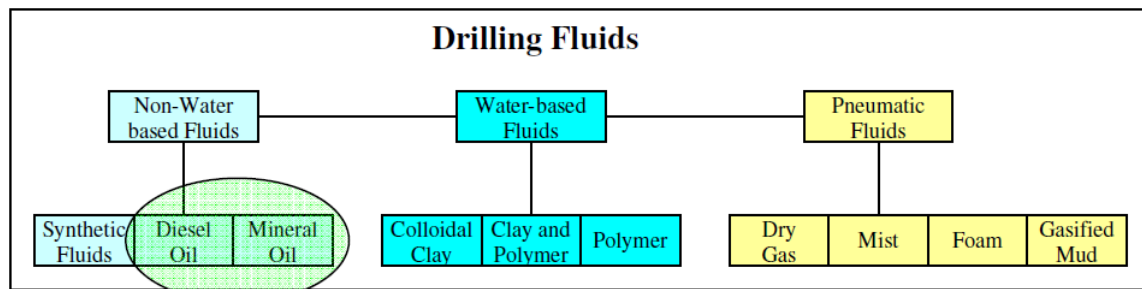 Drilling Fluids
Non-Water
based Fluids
Water-based
Fluids
Pneumatic
Fluids
Synthetic
Fluids
Diesel
Oil
Mineral
Oil
Colloidal
Clay
Clay and
Polymer
Polymer
Dry
Gas
Mist
Foam
Gasified
Mud